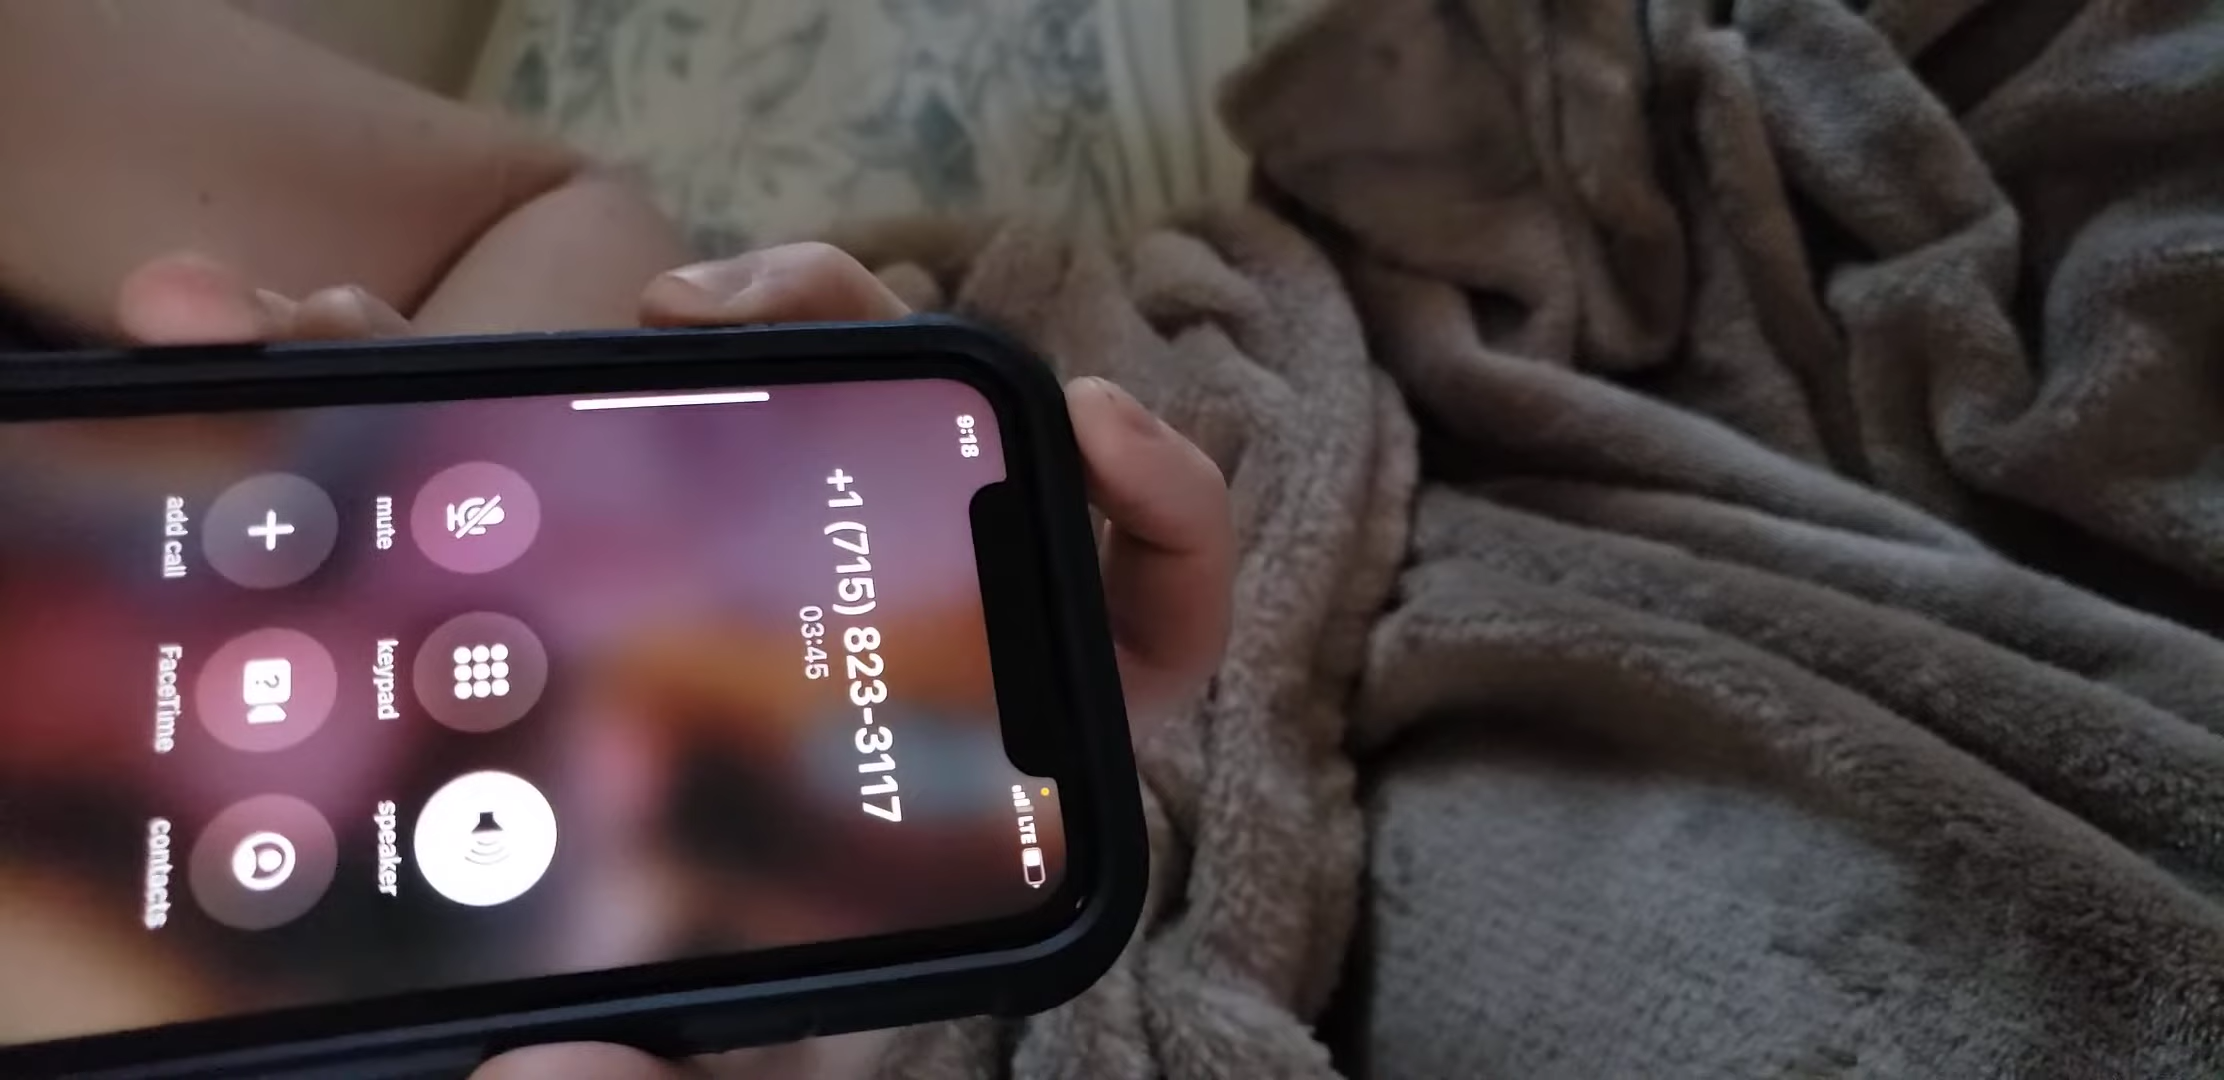 9:18
LTE
+1 (715) 823-3117
03:45
mute
keypad
speaker
add call
FaceTime
contacts